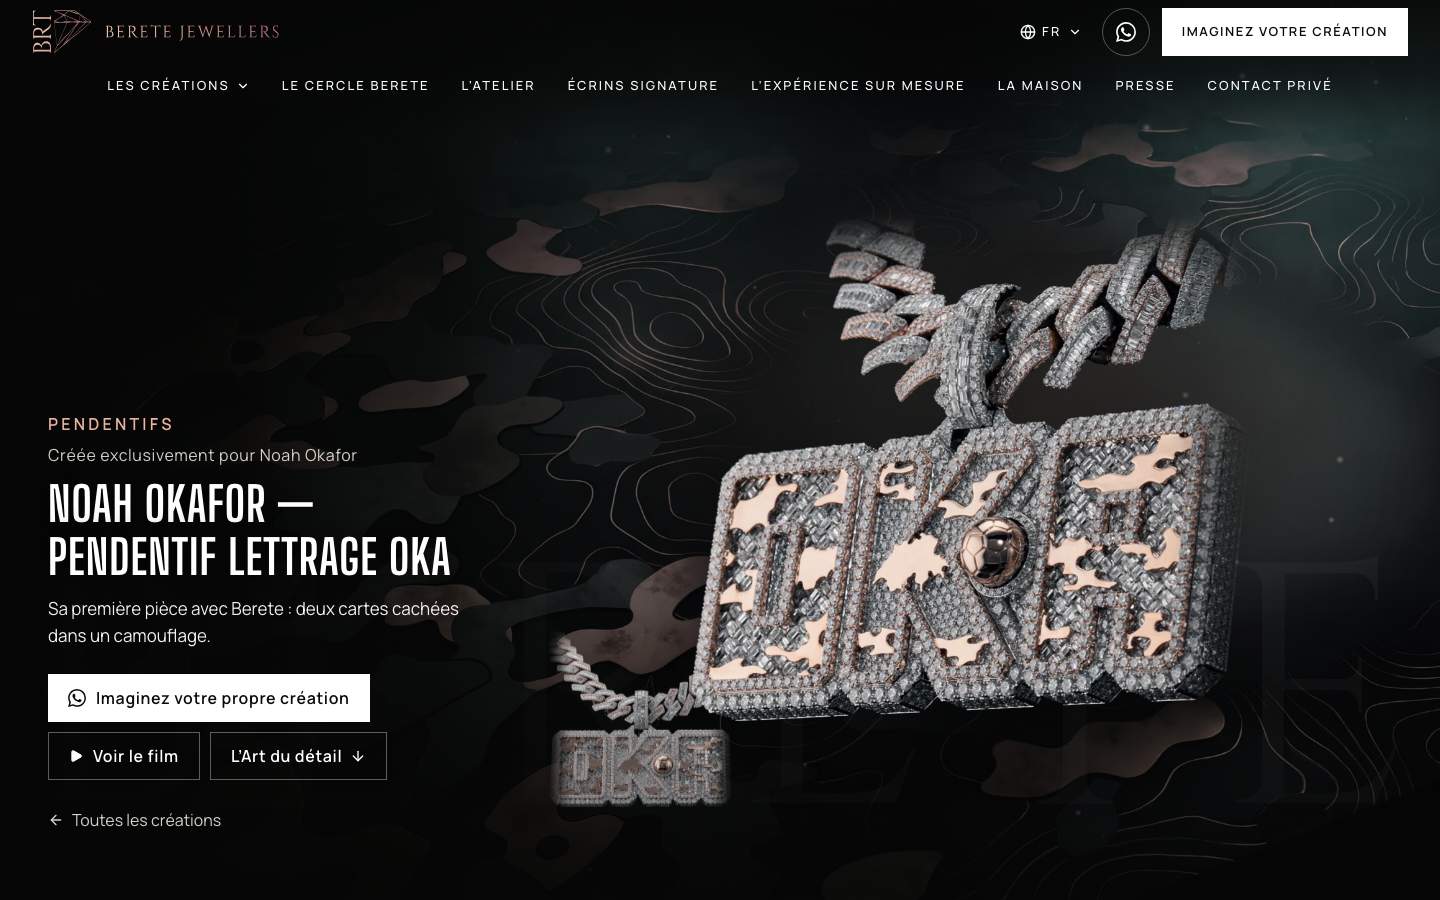 BRT BERETE JEWELLERS
FR
IMAGINEZ VOTRE CRÉATION
LES CRÉATIONS
LE CERCLE BERETE
L'ATELIER
ÉCRINS SIGNATURE
L'EXPÉRIENCE SUR MESURE
LA MAISON
PRESSE
CONTACT PRIVÉ
PENDENTIFS
Créée exclusivement pour Noah Okafor
NOAH OKAFOR —
PENDENTIF LETTRAGE OKA
Sa première pièce avec Berete : deux cartes cachées
dans un camouflage.
Imaginez votre propre création
Voir le film
L'Art du détail
Toutes les créations
OKA
OKA